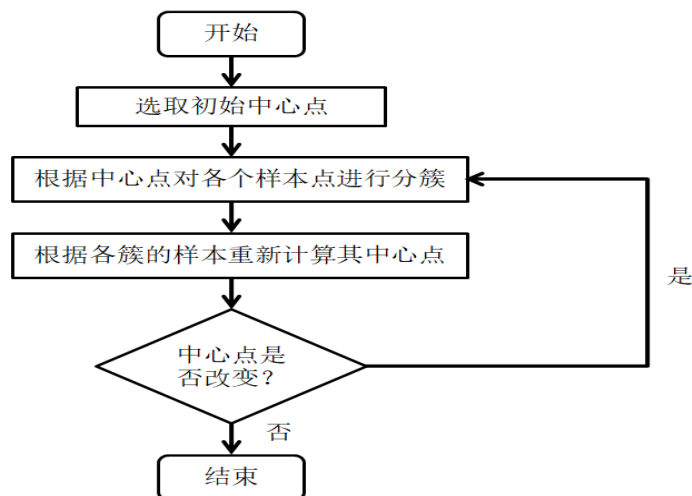 开始
选取初始中心点
根据中心点对各个样本点进行分簇
根据各簇的样本重新计算其中心点
是
中心点是
否改变?
否
结束